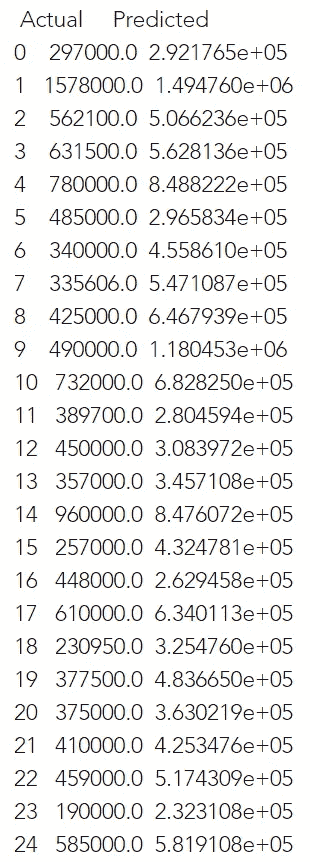 Actual Predicted
0 297000.0 2.921765e+05
1 1578000.0 1.494760e+06
2 562100.0 5.066236e+05
3 631500.0 5.628136e+05
4 780000.0 8.488222e+05
5 485000.0 2.965834e+05
6 340000.0 4.558610e+05
7 335606.0 5.471087e+05
8 425000.0 6.467939e+05
9 490000.0 1.180453e+06
10 732000.0 6.828250e+05
11 389700.0 2.804594e+05
12 450000.0 3.083972e+05
13 357000.0 3.457108e+05
14 960000.0 8.476072e+05
15 257000.0 4.324781e+05
16 448000.0 2.629458e+05
17 610000.0 6.340113e+05
18 230950.0 3.254760e+05
19 377500.0 4.836650e+05
20 375000.0 3.630219e+05
21 410000.0 4.253476e+05
22 459000.0 5.174309e+05
23 190000.0 2.323108e+05
24 585000.0 5.819108e+05